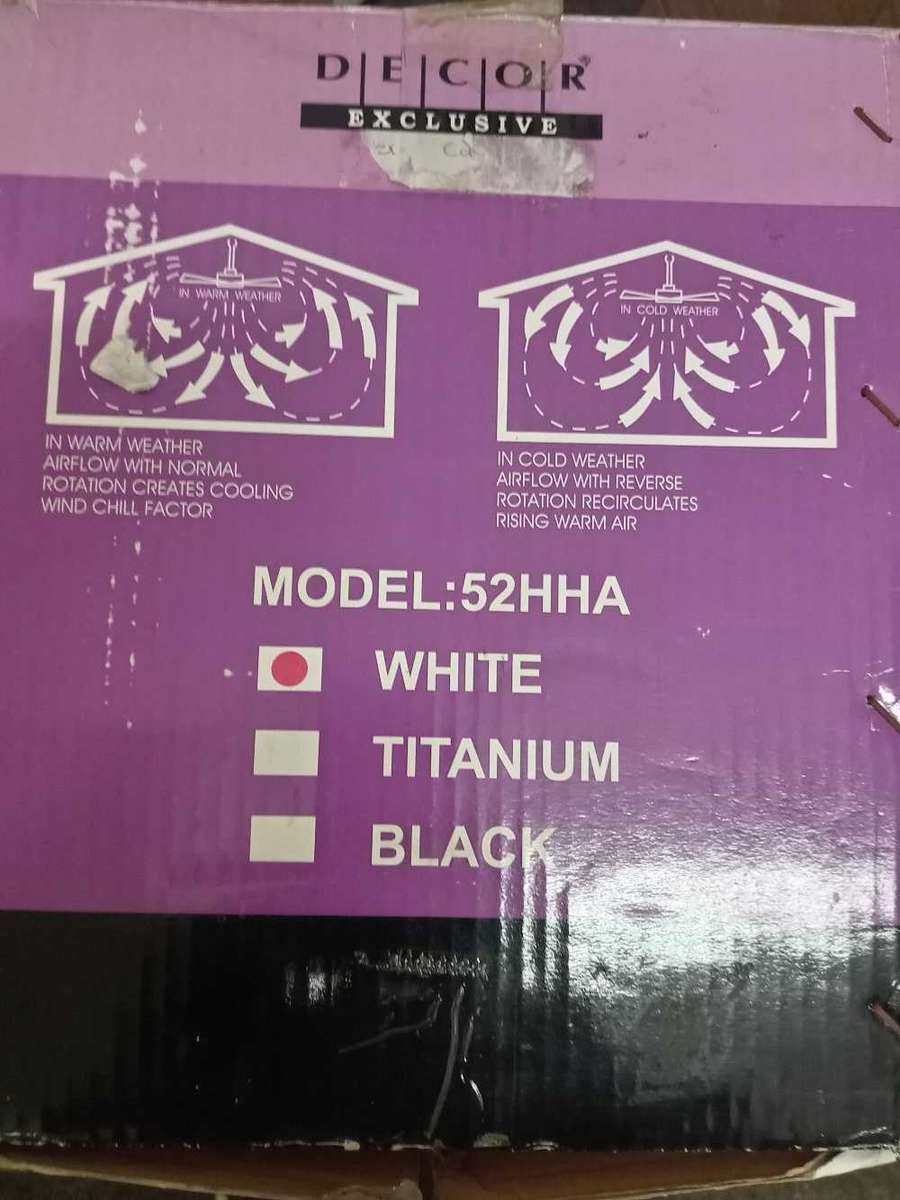 DECOR®
EXCLUSIVE
IN WARM WEATHER
IN COLD WEATHER
IN WARM WEATHER
AIRFLOW WITH NORMAL
ROTATION CREATES COOLING
WIND CHILL FACTOR
IN COLD WEATHER
AIRFLOW WITH REVERSE
ROTATION RECIRCULATES
RISING WARM AIR
MODEL:52HHA
WHITE
TITANIUM
BLACK